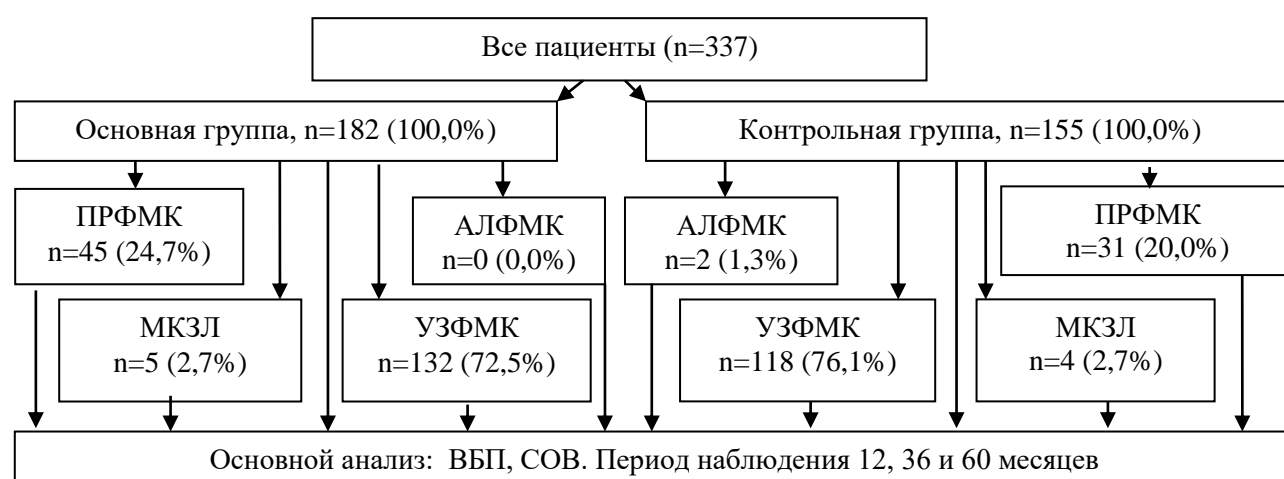 Все пациенты (n=337)
Основная группа, n=182 (100,0%)
Контрольная группа, n=155 (100,0%)
ПРФМК
n=45 (24,7%)
АЛФМК
n=0 (0,0%)
АЛФМК
n=2 (1,3%)
ПРФМК
n=31 (20,0%)
МКЗЛ
n=5 (2,7%)
УЗФМК
n=132 (72,5%)
УЗФМК
n=118 (76,1%)
МКЗЛ
n=4 (2,7%)
Основной анализ: ВБП, СОВ. Период наблюдения 12, 36 и 60 месяцев